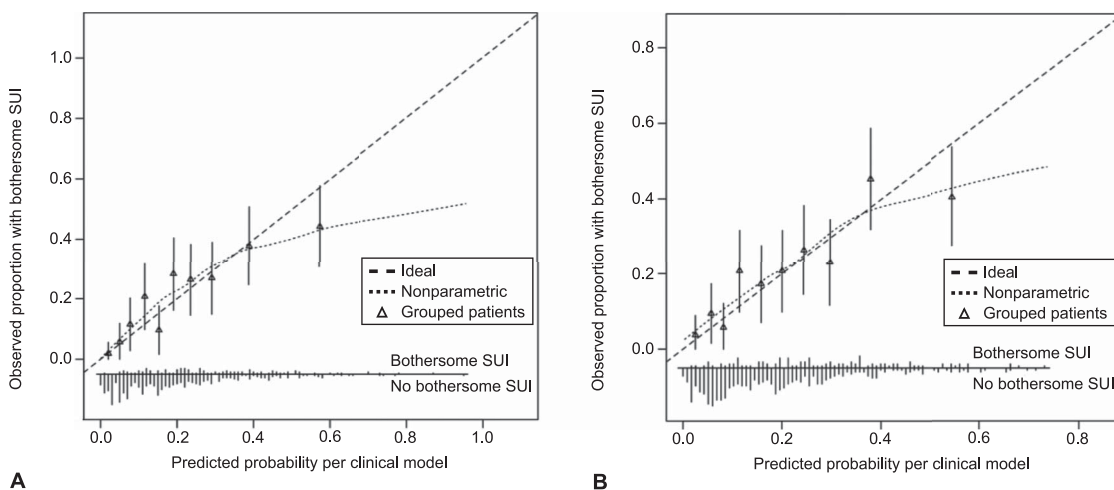 Observed proportion with bothersome SUI
1.0
0.8
0.6
0.4
0.2
0.0
Ideal
Nonparametric
Grouped patients
Bothersome SUI
No bothersome SUI
0.0 0.2 0.4 0.6 0.8 1.0
Predicted probability per clinical model
A
Observed proportion with bothersome SUI
0.8
0.6
0.4
0.2
0.0
Ideal
Nonparametric
Grouped patients
Bothersome SUI
No bothersome SUI
0.0 0.2 0.4 0.6 0.8
Predicted probability per clinical model
B